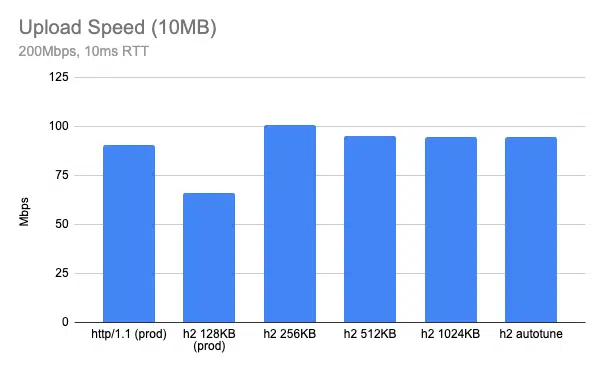 Upload Speed (10MB)
200Mbps, 10ms RTT
125
100
75
50
25
0
Mbps
http/1.1 (prod)
h2 128KB
(prod)
h2 256KB
h2 512KB
h2 1024KB
h2 autotune